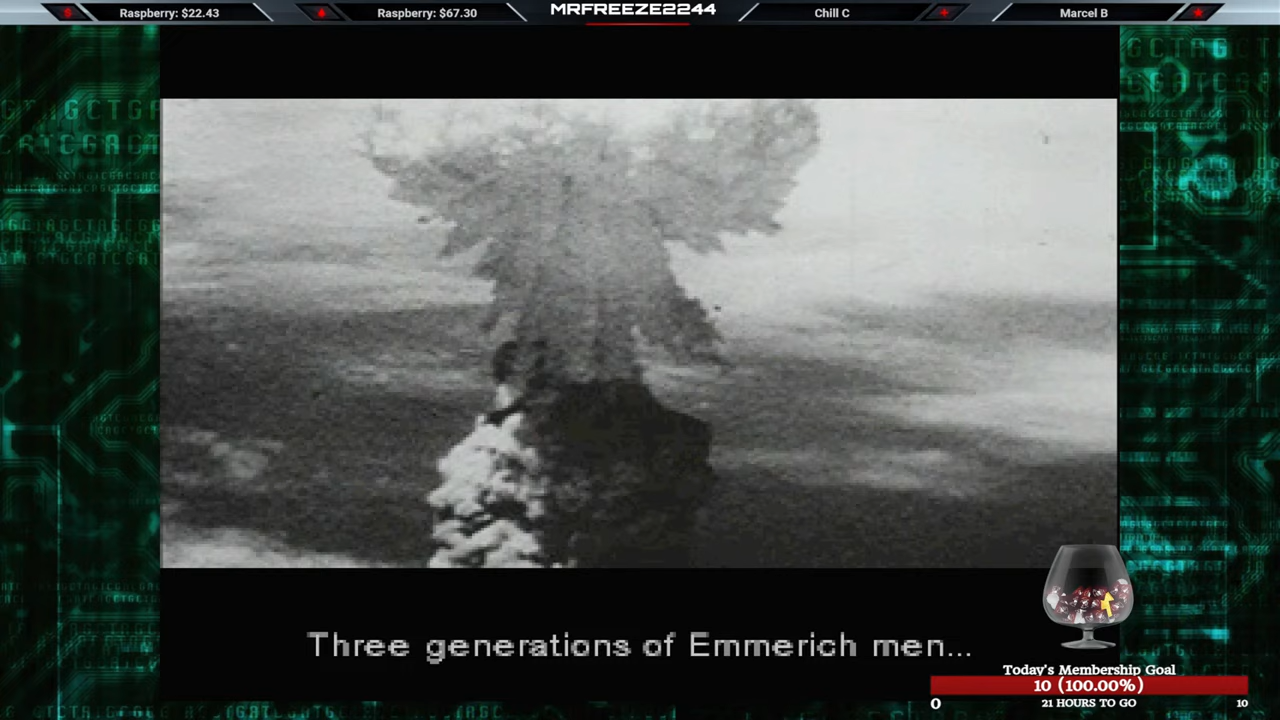 Raspberry: $22.43
Raspberry: $67.30
MRFREEZE2244
Chill C
Marcel B
Three generations of Emmerich men...
Today's Membership Goal
10 (100.00%)
0
21 HOURS TO GO
10